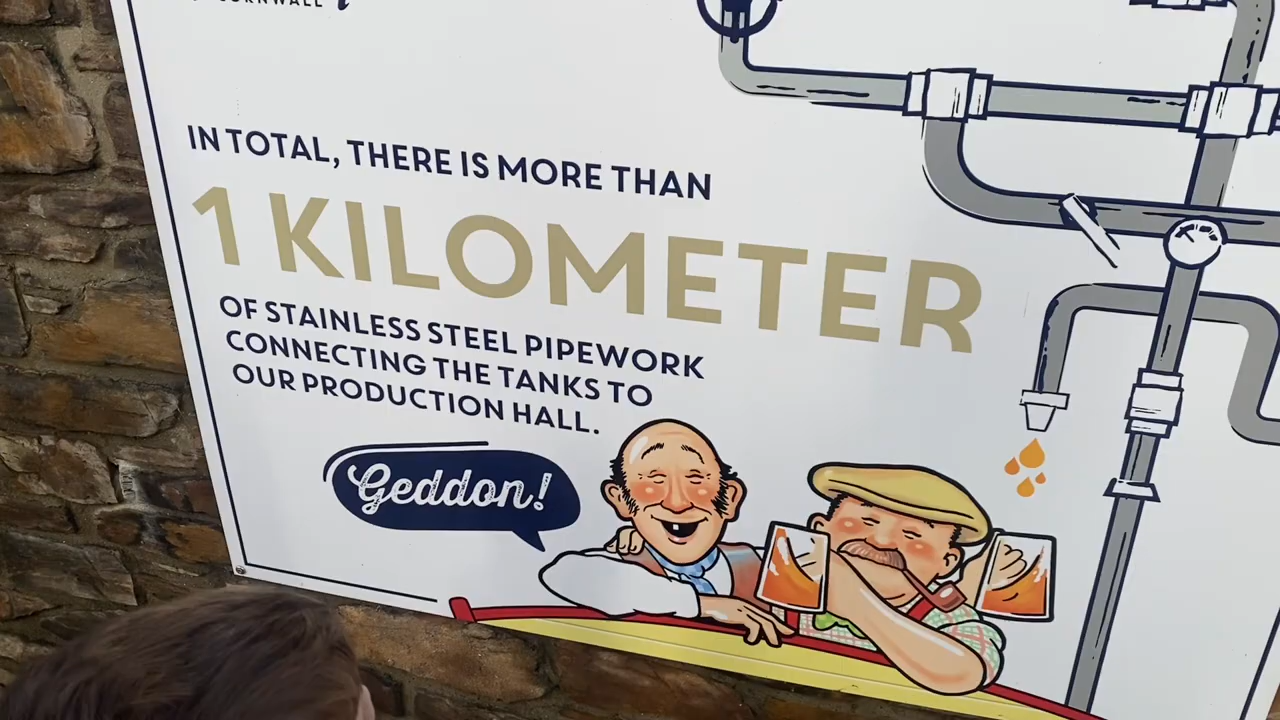 CORNWALL
IN TOTAL, THERE IS MORE THAN
1 KILOMETER
OF STAINLESS STEEL PIPEWORK
CONNECTING THE TANKS TO
OUR PRODUCTION HALL.
Geddon!